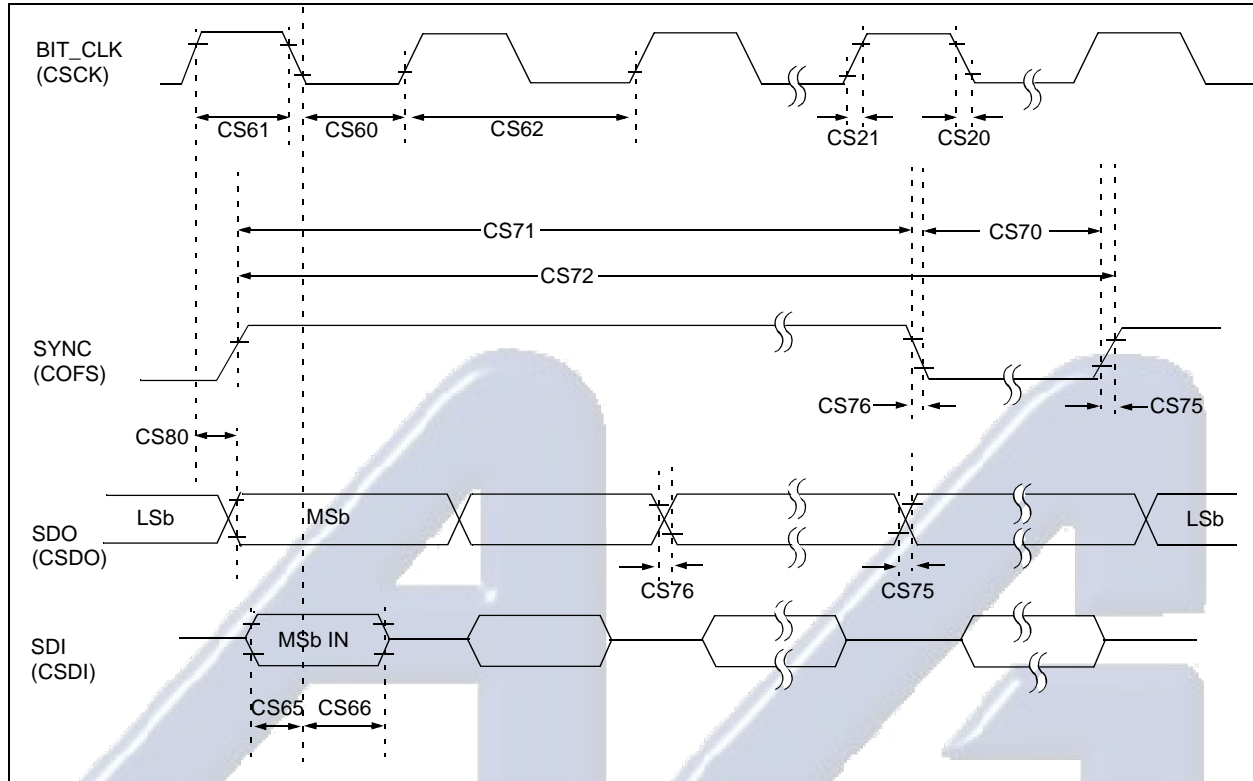 BIT_CLK
(CSCK)
CS61
CS60
CS62
CS21
CS20
CS71
CS70
CS72
SYNC
(COFS)
CS76
CS75
CS80
LSb
MSb
LSb
SDO
(CSDO)
CS76
CS75
MSb IN
SDI
(CSDI)
CS65
CS66